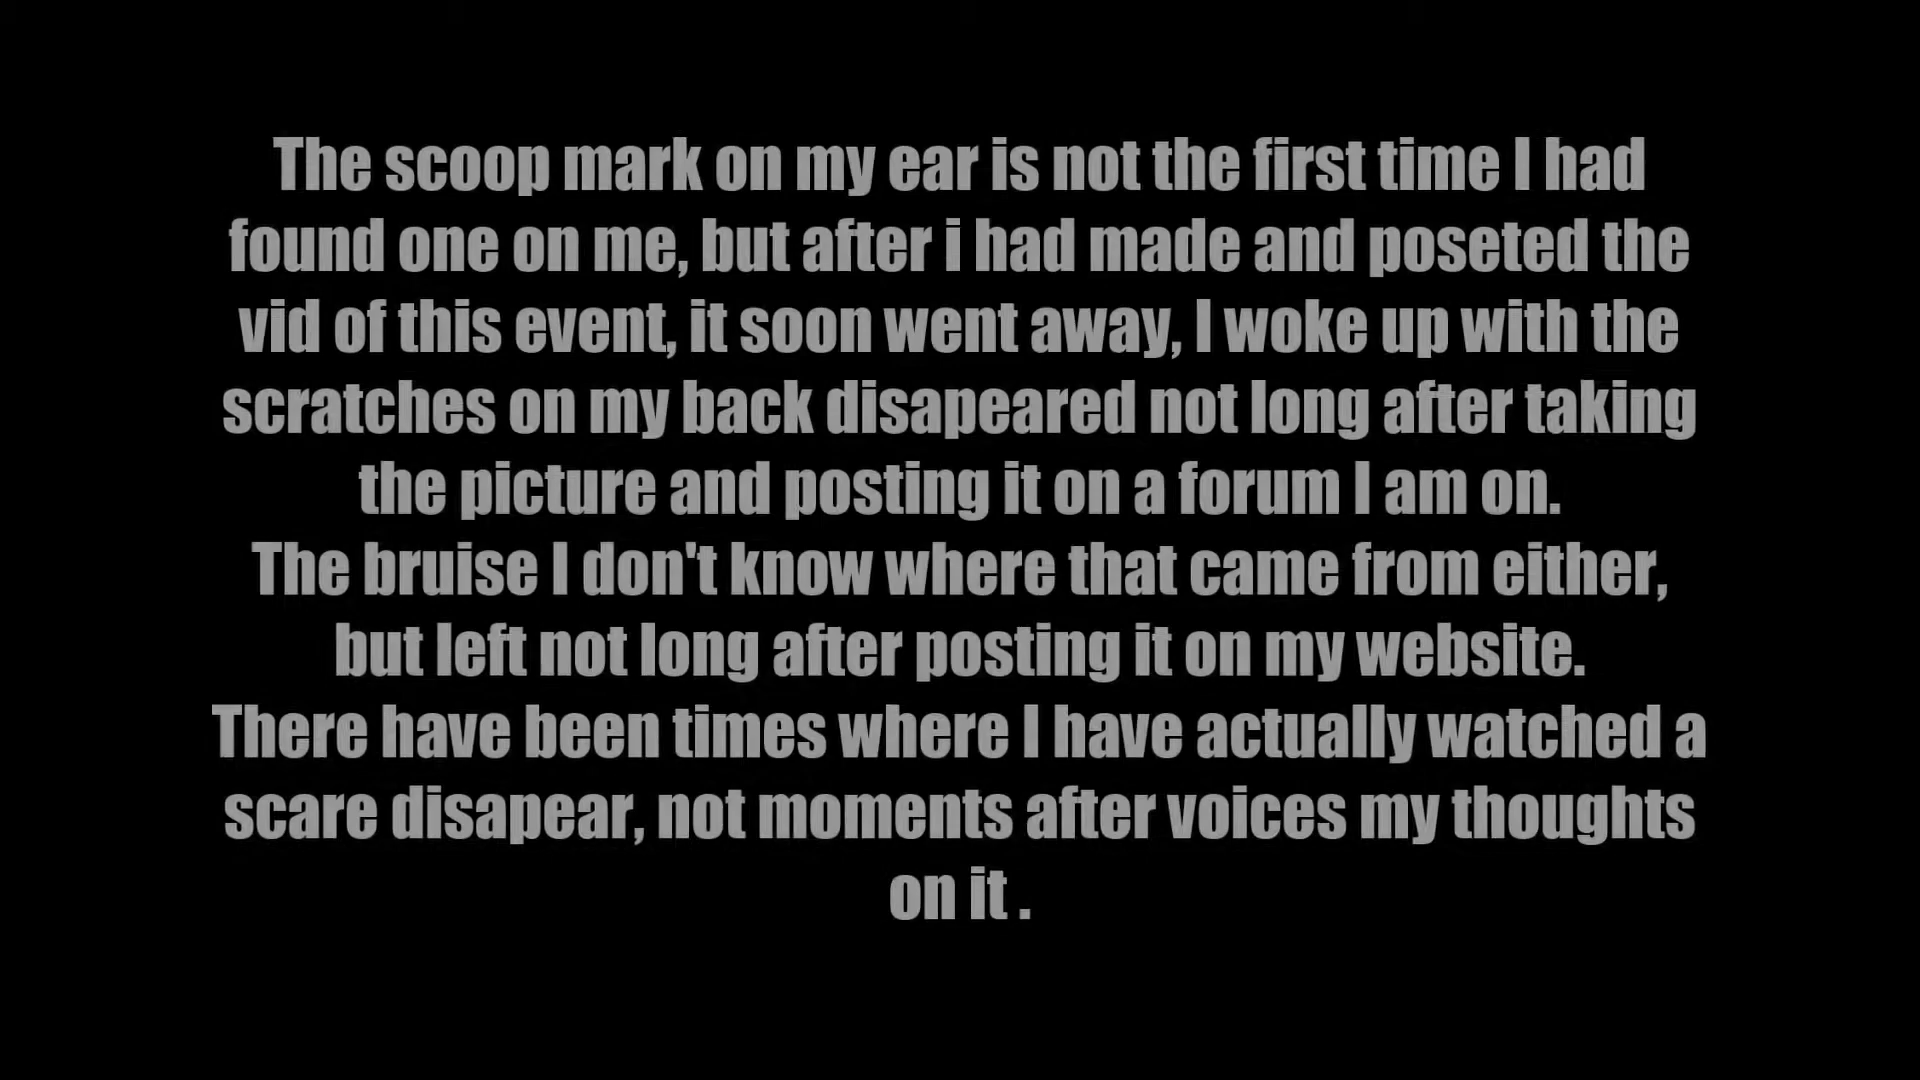 The scoop mark on my ear is not the first time I had
found one on me, but after i had made and poseted the
vid of this event, it soon went away, I woke up with the
scratches on my back disapeared not long after taking
the picture and posting it on a forum I am on.
The bruise I don't know where that came from either,
but left not long after posting it on my website.
There have been times where I have actually watched a
scare disapear, not moments after voices my thoughts
on it .